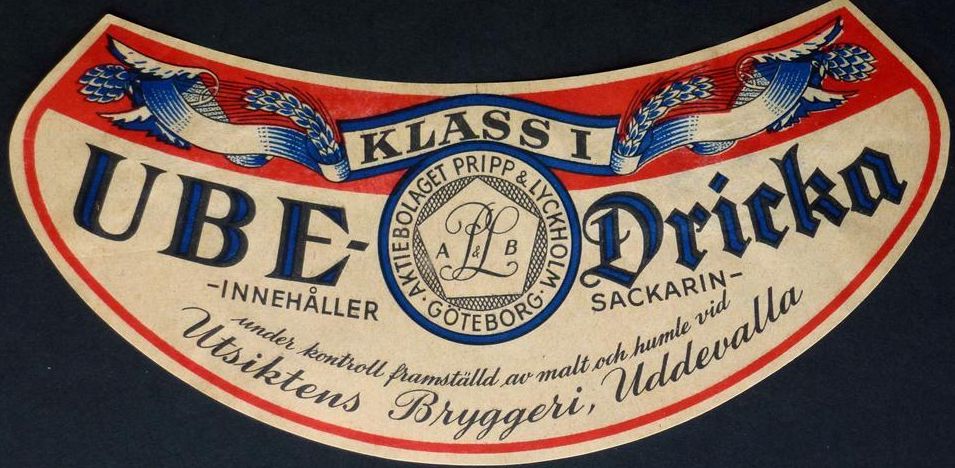 KLASS I
UBE-Dricka
AKTIEBOLAGET PRIPP & LYCKHOLM
· GÖTEBORG ·
A P&L B
-INNEHÅLLER SACKARIN-
under kontroll framställd av malt och humle vid
Utsiktens Bryggeri, Uddevalla